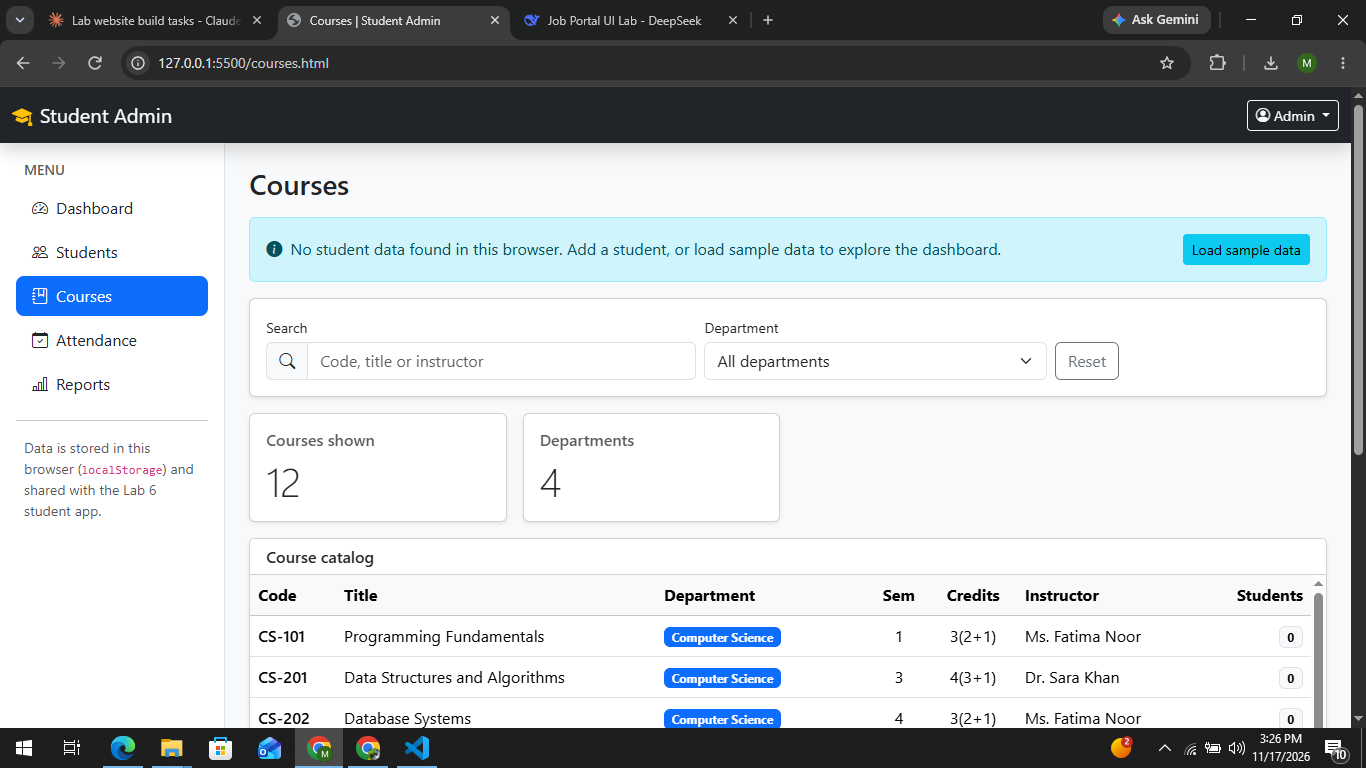 Lab website build tasks - Claude
Courses | Student Admin
Job Portal UI Lab - DeepSeek
Ask Gemini
127.0.0.1:5500/courses.html
M
Student Admin
Admin
MENU
Dashboard
Students
Courses
Attendance
Reports
Data is stored in this
browser (localStorage) and
shared with the Lab 6
student app.
Courses
No student data found in this browser. Add a student, or load sample data to explore the dashboard.
Load sample data
Search
Department
Code, title or instructor
All departments
Reset
Courses shown
Departments
12
4
Course catalog
Code Title Department Sem Credits Instructor Students
CS-101 Programming Fundamentals Computer Science 1 3(2+1) Ms. Fatima Noor 0
CS-201 Data Structures and Algorithms Computer Science 3 4(3+1) Dr. Sara Khan 0
CS-202 Database Systems Computer Science 4 3(2+1) Ms. Fatima Noor 0
M
2
3:26 PM
11/17/2026
10